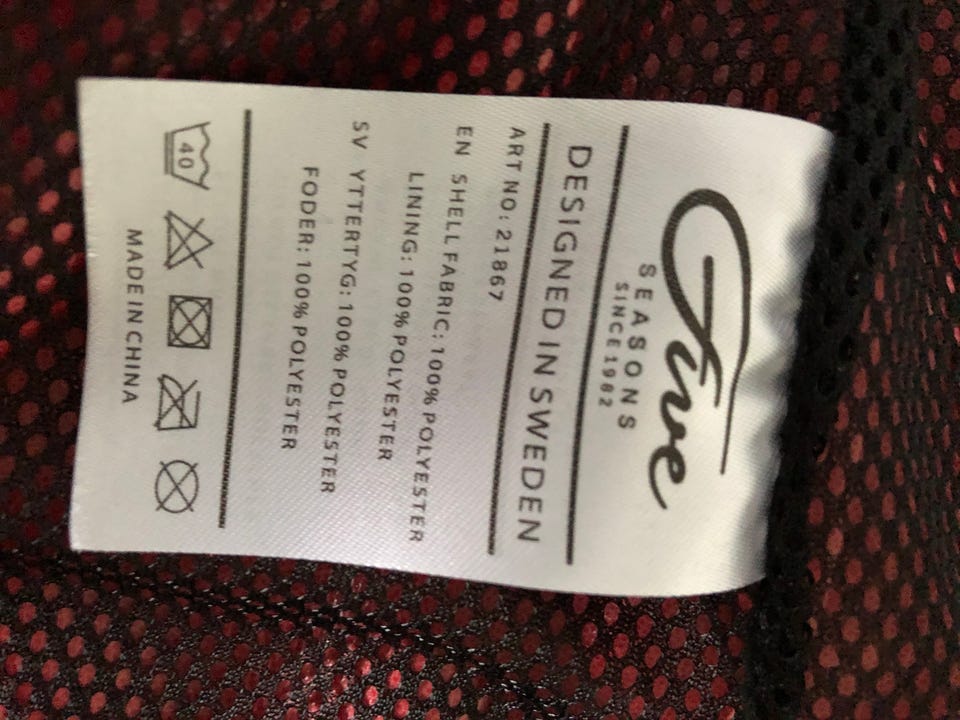 Five
SEASONS
SINCE 1982
DESIGNED IN SWEDEN
ART NO: 21867
EN SHELL FABRIC: 100% POLYESTER
LINING: 100% POLYESTER
SV YTTERTYG: 100% POLYESTER
FODER: 100% POLYESTER
40
MADE IN CHINA